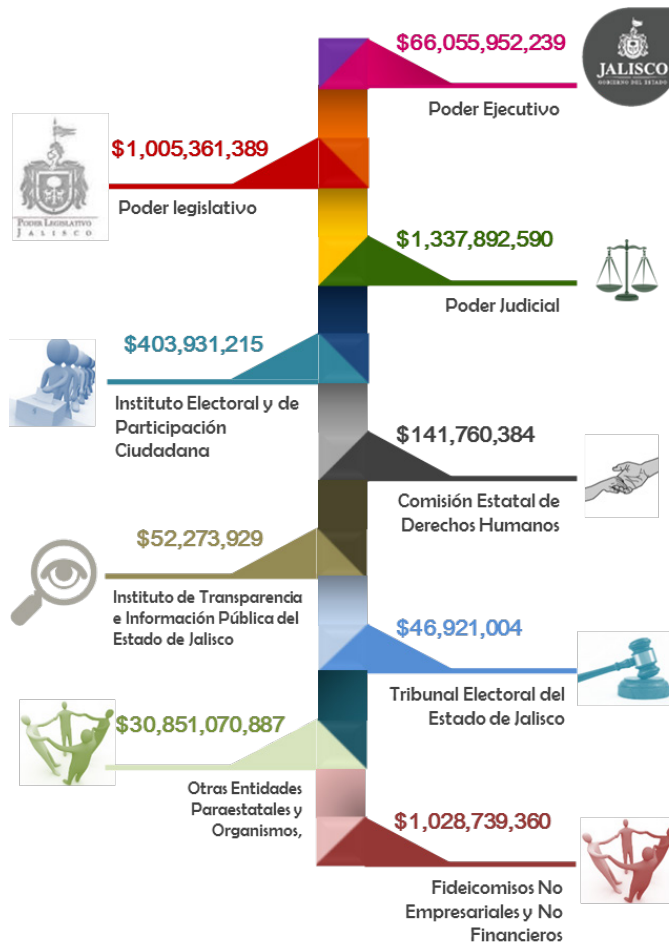 $66,055,952,239
JALISCO
GOBIERNO DEL ESTADO
Poder Ejecutivo
$1,005,361,389
Poder legislativo
PODER LEGISLATIVO
JALISCO
$1,337,892,590
Poder Judicial
$403,931,215
Instituto Electoral y de
Participación
Ciudadana
$141,760,384
Comisión Estatal de
Derechos Humanos
$52,273,929
Instituto de Transparencia
e Información Pública del
Estado de Jalisco
$46,921,004
Tribunal Electoral del
Estado de Jalisco
$30,851,070,887
Otras Entidades
Paraestatales y
Organismos,
$1,028,739,360
Fideicomisos No
Empresariales y No
Financieros